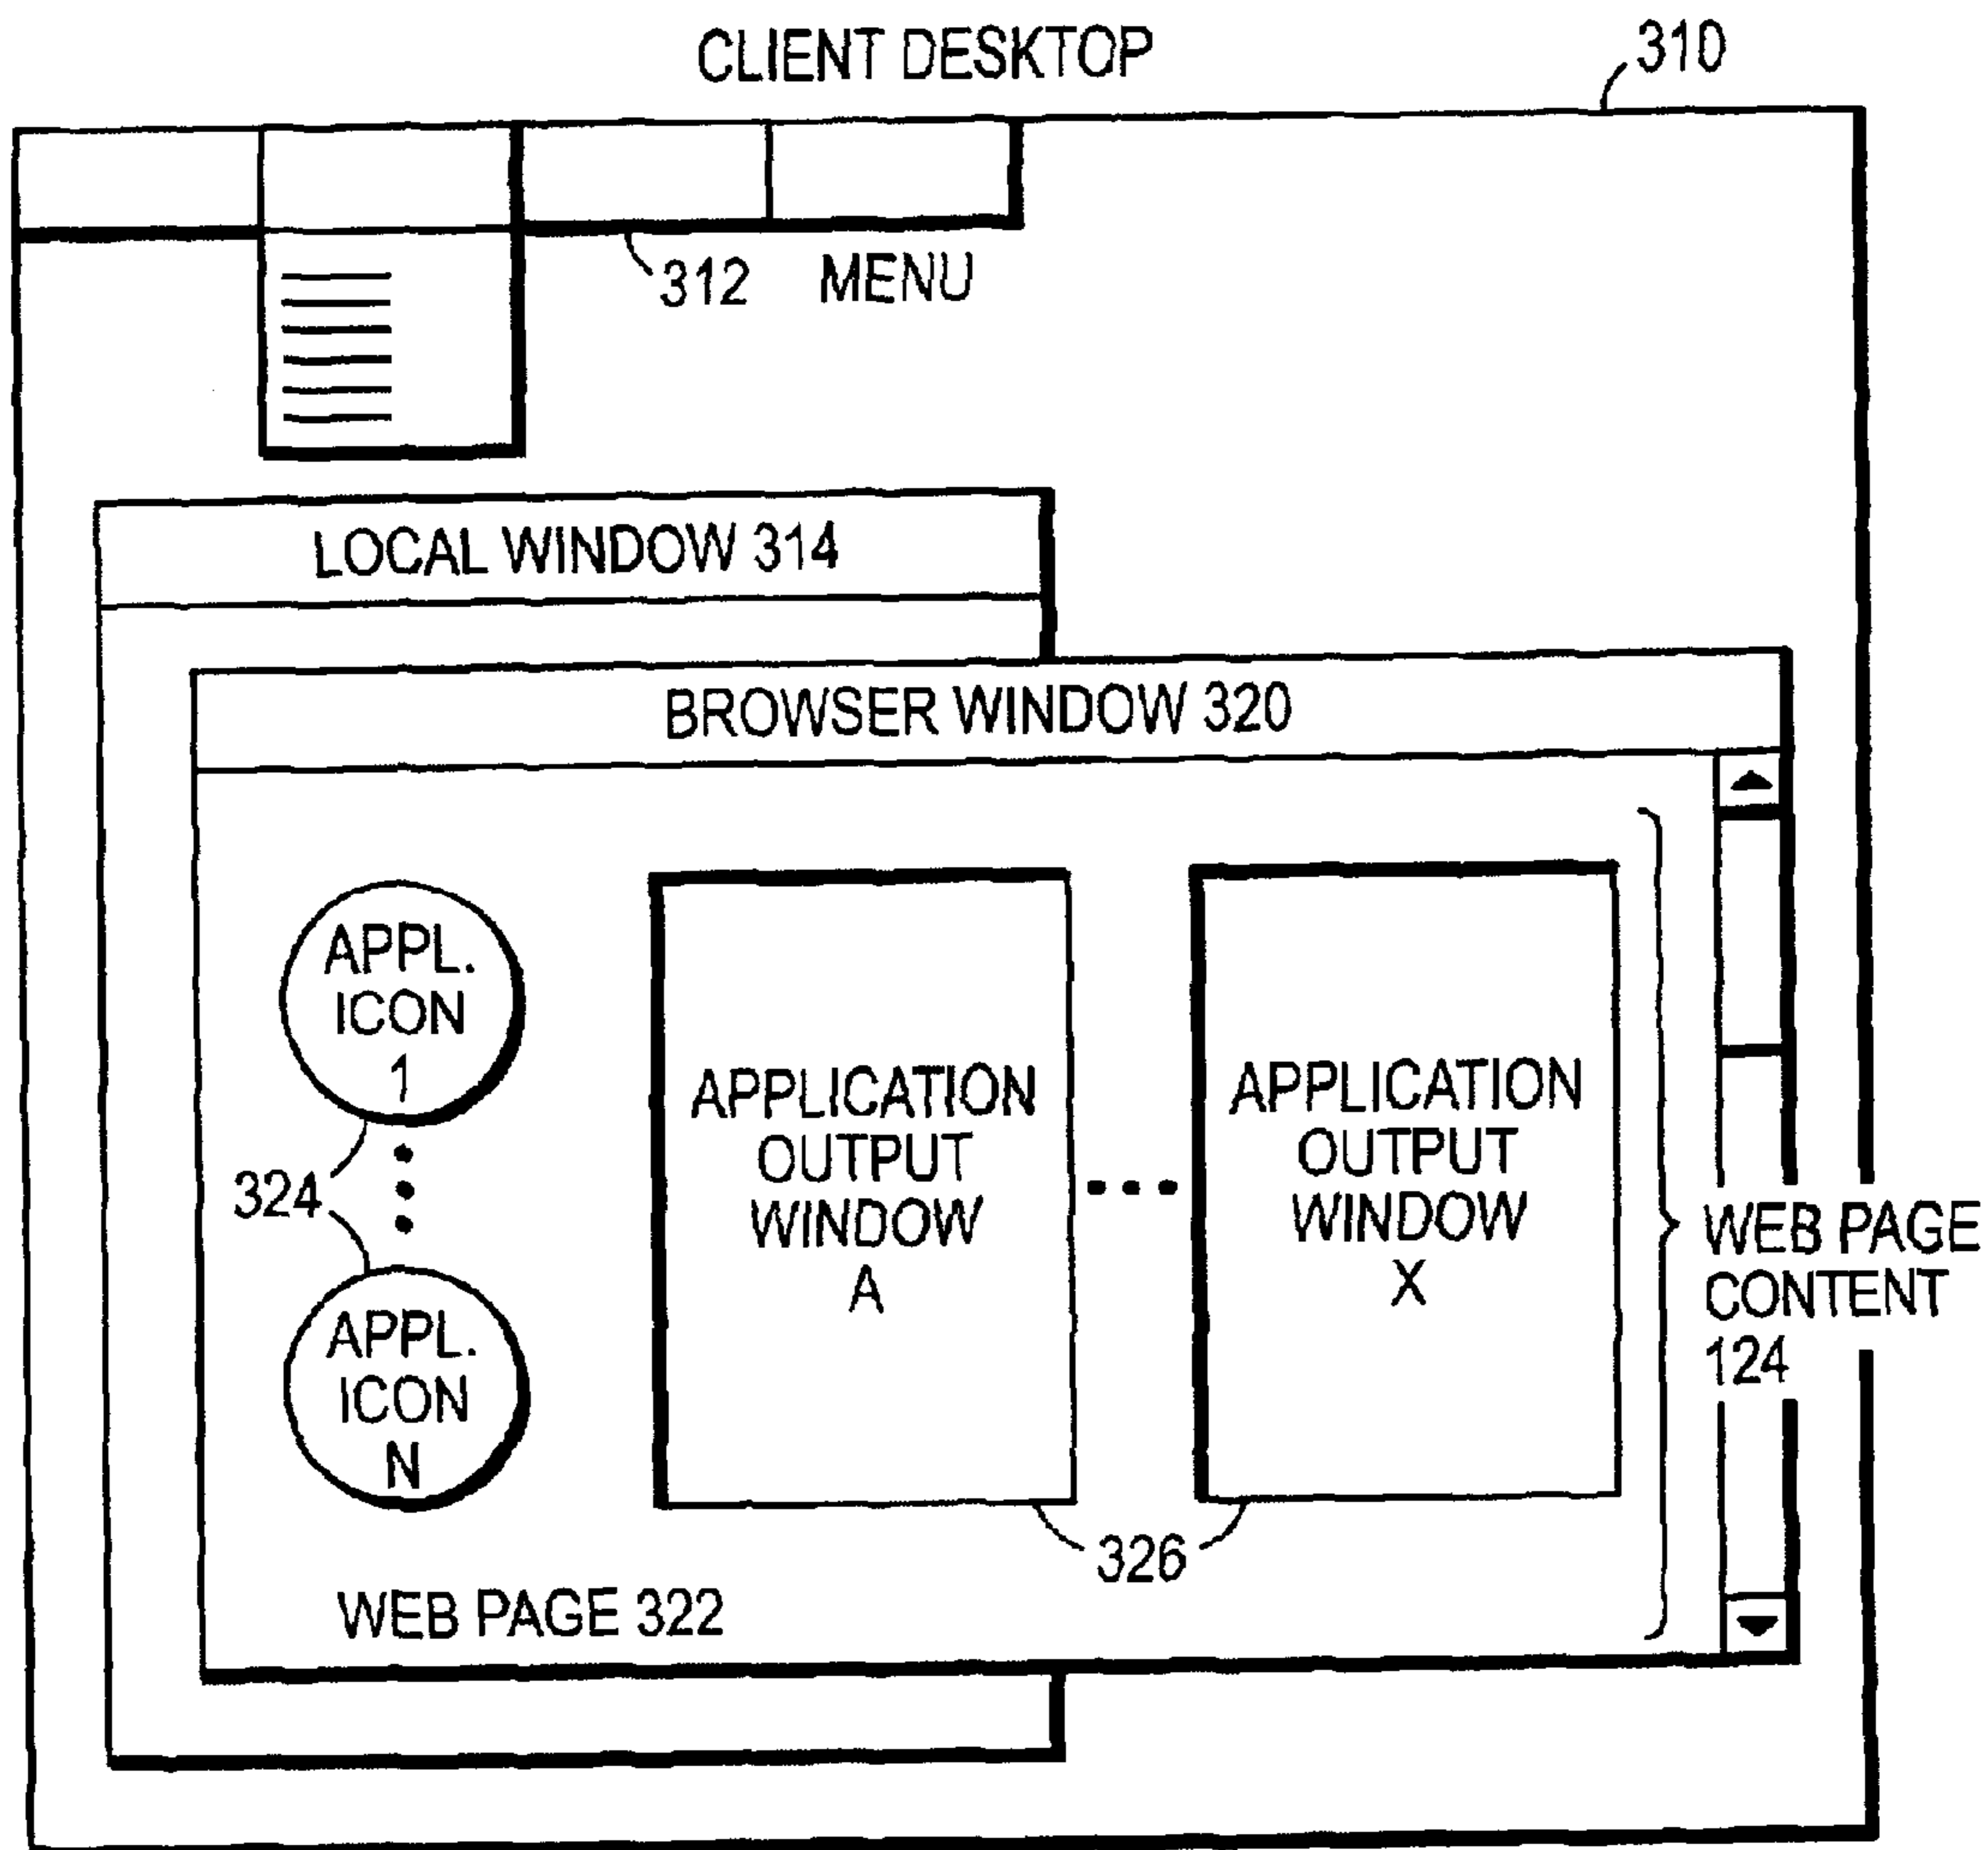 CLIENT DESKTOP
310
312 MENU
LOCAL WINDOW 314
BROWSER WINDOW 320
APPL.
ICON
1
324
APPL.
ICON
N
APPLICATION
OUTPUT
WINDOW
A
APPLICATION
OUTPUT
WINDOW
X
326
WEB PAGE
CONTENT
124
WEB PAGE 322